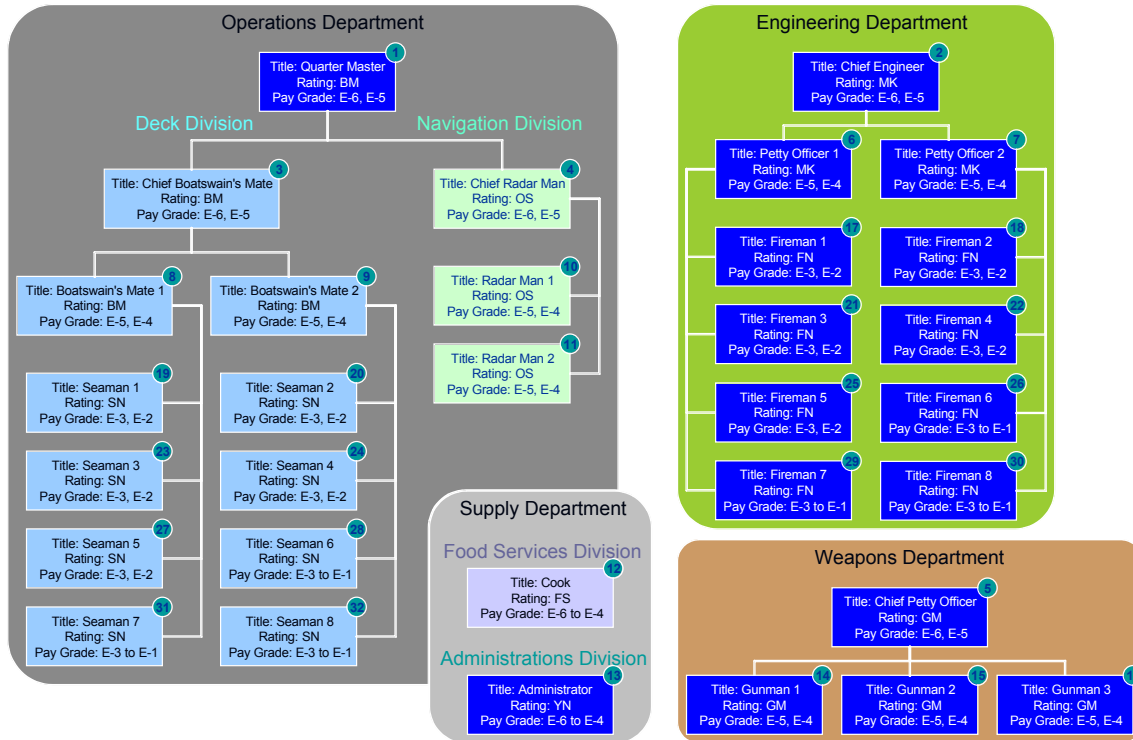 Operations Department
1
Title: Quarter Master
Rating: BM
Pay Grade: E-6, E-5
Deck Division
Navigation Division
3
Title: Chief Boatswain's Mate
Rating: BM
Pay Grade: E-6, E-5
4
Title: Chief Radar Man
Rating: OS
Pay Grade: E-6, E-5
8
Title: Boatswain's Mate 1
Rating: BM
Pay Grade: E-5, E-4
9
Title: Boatswain's Mate 2
Rating: BM
Pay Grade: E-5, E-4
10
Title: Radar Man 1
Rating: OS
Pay Grade: E-5, E-4
11
Title: Radar Man 2
Rating: OS
Pay Grade: E-5, E-4
19
Title: Seaman 1
Rating: SN
Pay Grade: E-3, E-2
20
Title: Seaman 2
Rating: SN
Pay Grade: E-3, E-2
23
Title: Seaman 3
Rating: SN
Pay Grade: E-3, E-2
24
Title: Seaman 4
Rating: SN
Pay Grade: E-3, E-2
27
Title: Seaman 5
Rating: SN
Pay Grade: E-3, E-2
28
Title: Seaman 6
Rating: SN
Pay Grade: E-3 to E-1
31
Title: Seaman 7
Rating: SN
Pay Grade: E-3 to E-1
32
Title: Seaman 8
Rating: SN
Pay Grade: E-3 to E-1
Supply Department
Food Services Division
12
Title: Cook
Rating: FS
Pay Grade: E-6 to E-4
Administrations Division
13
Title: Administrator
Rating: YN
Pay Grade: E-6 to E-4
Engineering Department
2
Title: Chief Engineer
Rating: MK
Pay Grade: E-6, E-5
6
Title: Petty Officer 1
Rating: MK
Pay Grade: E-5, E-4
7
Title: Petty Officer 2
Rating: MK
Pay Grade: E-5, E-4
17
Title: Fireman 1
Rating: FN
Pay Grade: E-3, E-2
18
Title: Fireman 2
Rating: FN
Pay Grade: E-3, E-2
21
Title: Fireman 3
Rating: FN
Pay Grade: E-3, E-2
22
Title: Fireman 4
Rating: FN
Pay Grade: E-3, E-2
25
Title: Fireman 5
Rating: FN
Pay Grade: E-3, E-2
26
Title: Fireman 6
Rating: FN
Pay Grade: E-3 to E-1
29
Title: Fireman 7
Rating: FN
Pay Grade: E-3 to E-1
30
Title: Fireman 8
Rating: FN
Pay Grade: E-3 to E-1
Weapons Department
5
Title: Chief Petty Officer
Rating: GM
Pay Grade: E-6, E-5
14
Title: Gunman 1
Rating: GM
Pay Grade: E-5, E-4
15
Title: Gunman 2
Rating: GM
Pay Grade: E-5, E-4
Title: Gunman 3
Rating: GM
Pay Grade: E-5, E-4